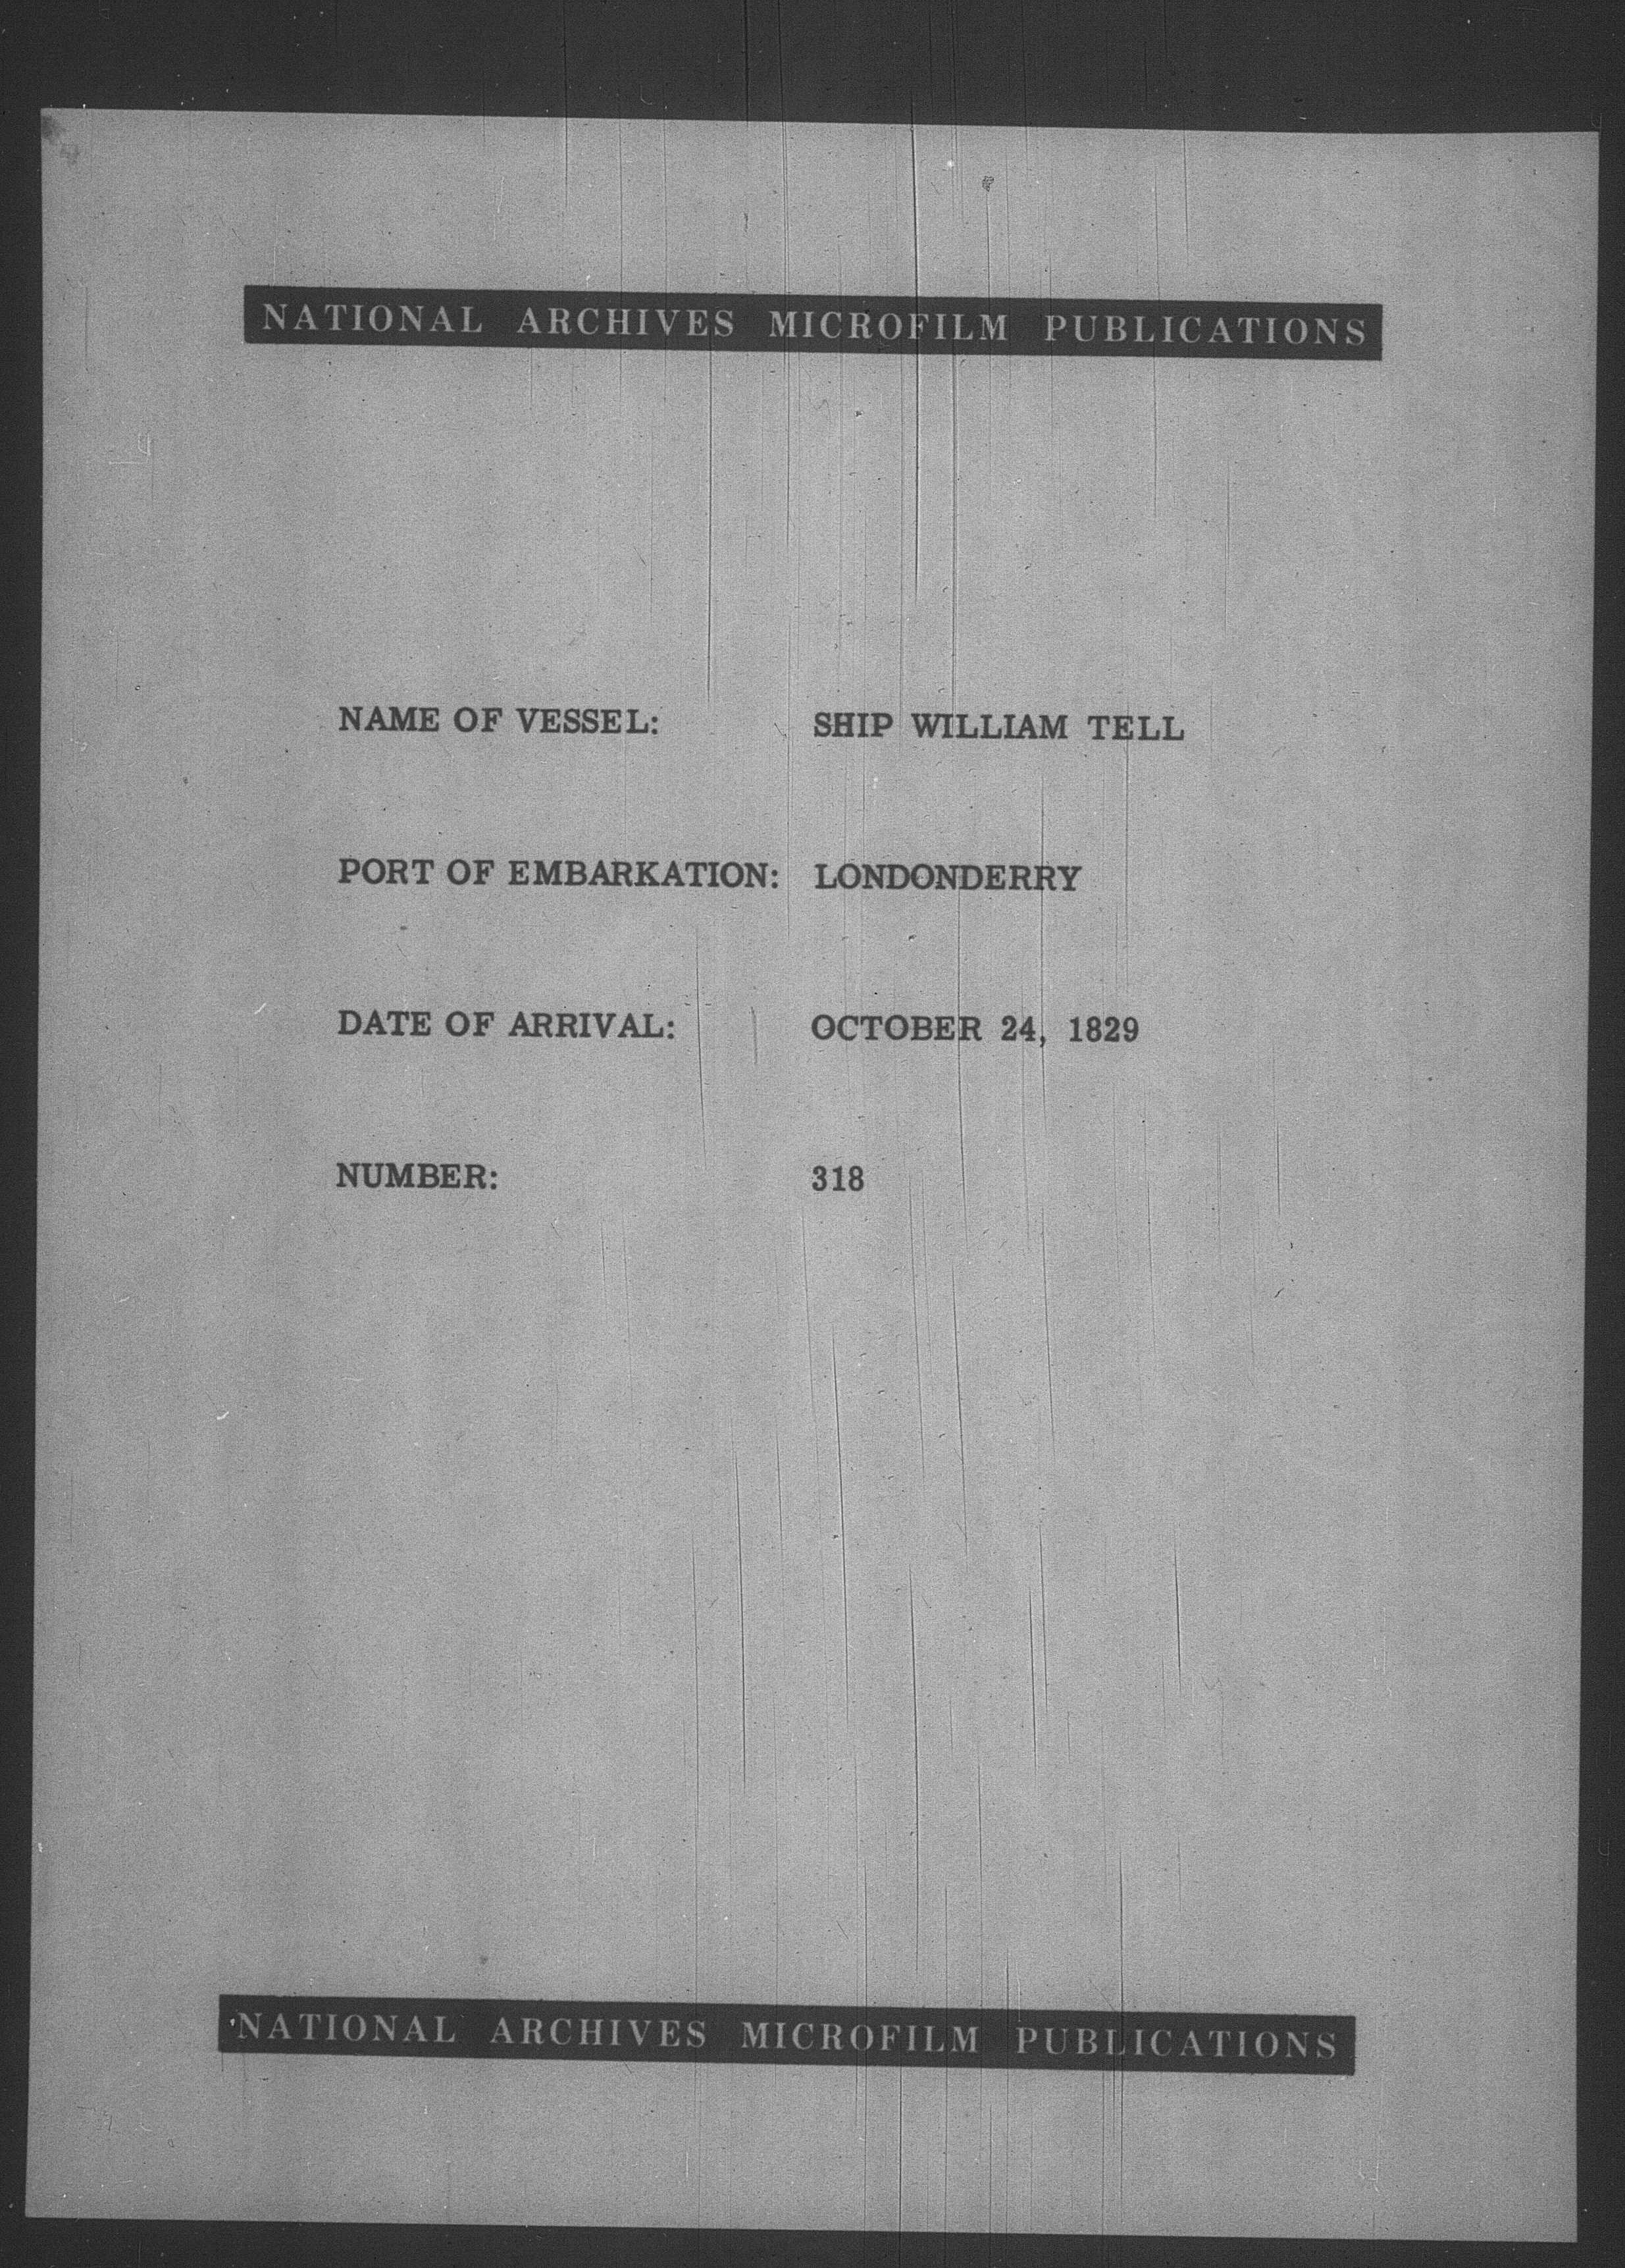 NATIONAL ARCHIVES MICROFILM PUBLICATIONS
NAME OF VESSEL: SHIP WILLIAM TELL
PORT OF EMBARKATION: LONDONDERRY
DATE OF ARRIVAL: OCTOBER 24, 1829
NUMBER: 318
NATIONAL ARCHIVES MICROFILM PUBLICATIONS